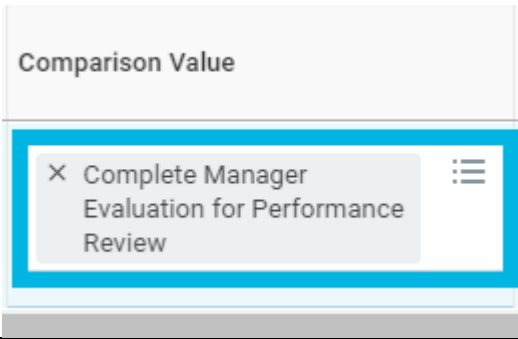 Comparison Value
× Complete Manager
Evaluation for Performance
Review